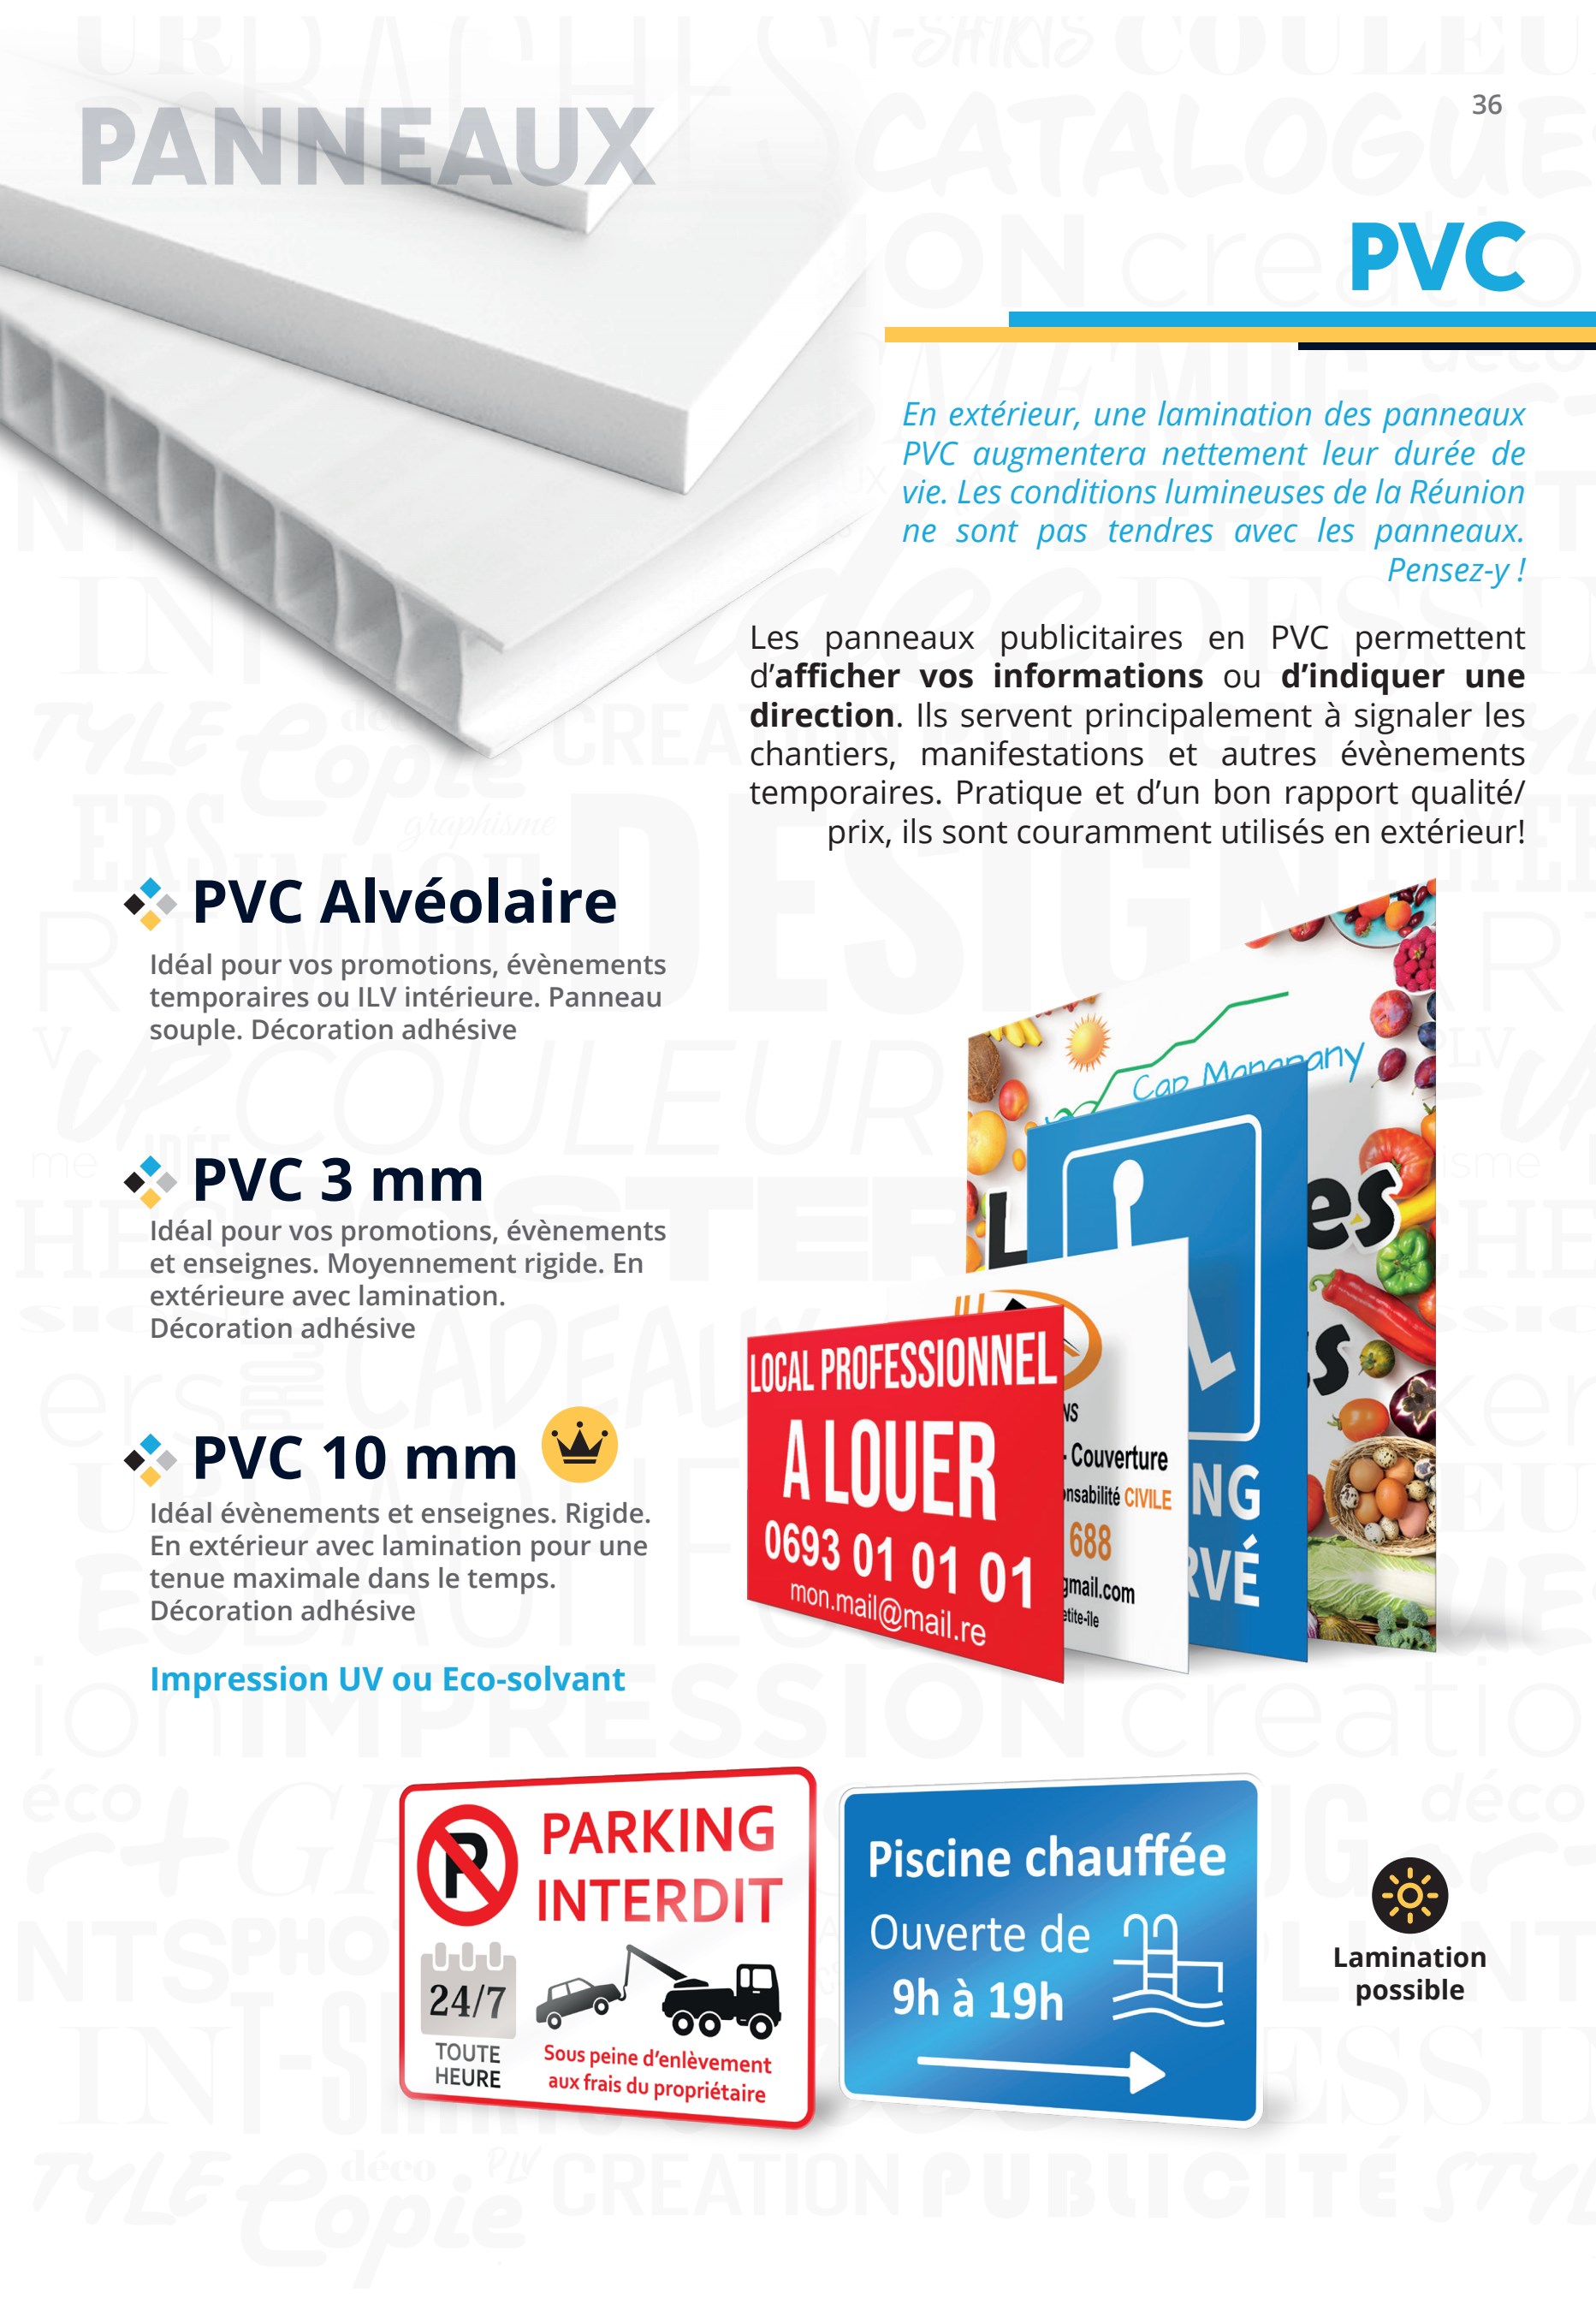 PANNEAUX
36
PVC
En extérieur, une lamination des panneaux
PVC augmentera nettement leur durée de
vie. Les conditions lumineuses de la Réunion
ne sont pas tendres avec les panneaux.
Pensez-y !
Les panneaux publicitaires en PVC permettent
d’afficher vos informations ou d’indiquer une
direction. Ils servent principalement à signaler les
chantiers, manifestations et autres évènements
temporaires. Pratique et d’un bon rapport qualité/
prix, ils sont couramment utilisés en extérieur!
PVC Alvéolaire
Idéal pour vos promotions, évènements
temporaires ou ILV intérieure. Panneau
souple. Décoration adhésive
PVC 3 mm
Idéal pour vos promotions, évènements
et enseignes. Moyennement rigide. En
extérieure avec lamination.
Décoration adhésive
PVC 10 mm
Idéal évènements et enseignes. Rigide.
En extérieur avec lamination pour une
tenue maximale dans le temps.
Décoration adhésive
Impression UV ou Eco-solvant
Cap
LOCAL PROFESSIONNEL
A LOUER
0693 01 01 01
mon.mail@mail.re
Couverture
CIVILE
688
gmail.com
PARKING
INTERDIT
24/7
TOUTE
HEURE
Sous peine d’enlèvement
aux frais du propriétaire
Piscine chauffée
Ouverte de
9h à 19h
Lamination
possible